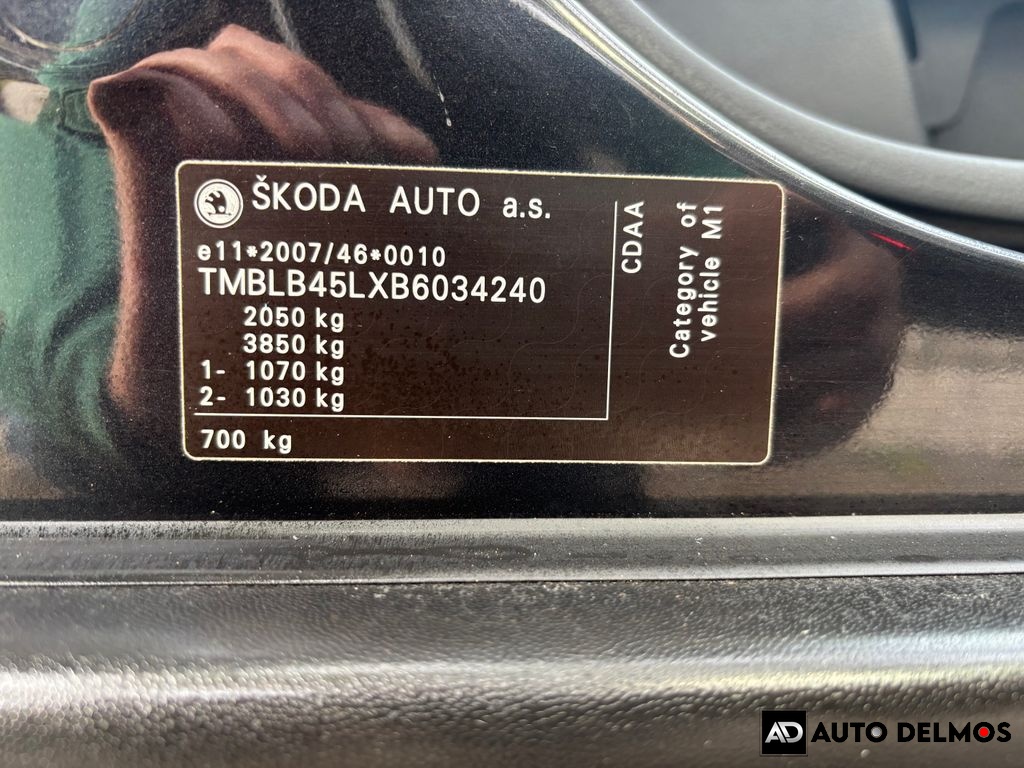 ŠKODA AUTO a.s.
e11*2007/46*0010
TMBLB45LXB6034240
2050 kg
3850 kg
1- 1070 kg
2- 1030 kg
700 kg
CDAA
Category of
vehicle M1
AD AUTO DELMOS